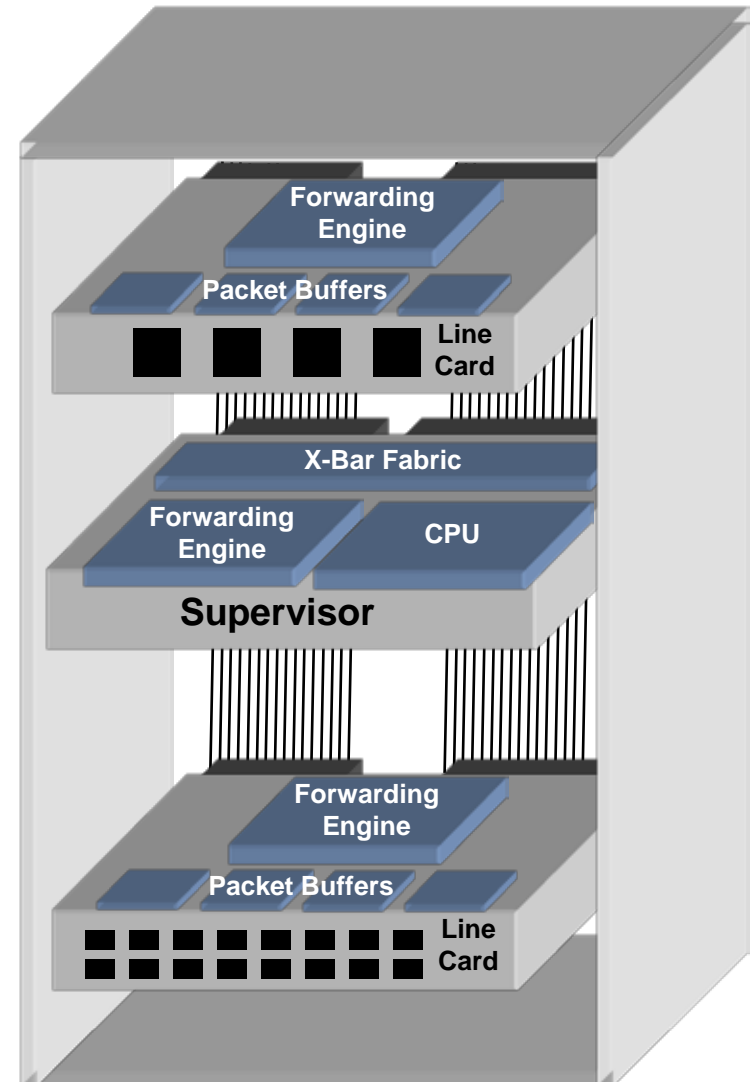 Forwarding
Engine
Packet Buffers
Line
Card
X-Bar Fabric
Forwarding
Engine
CPU
Supervisor
Forwarding
Engine
Packet Buffers
Line
Card